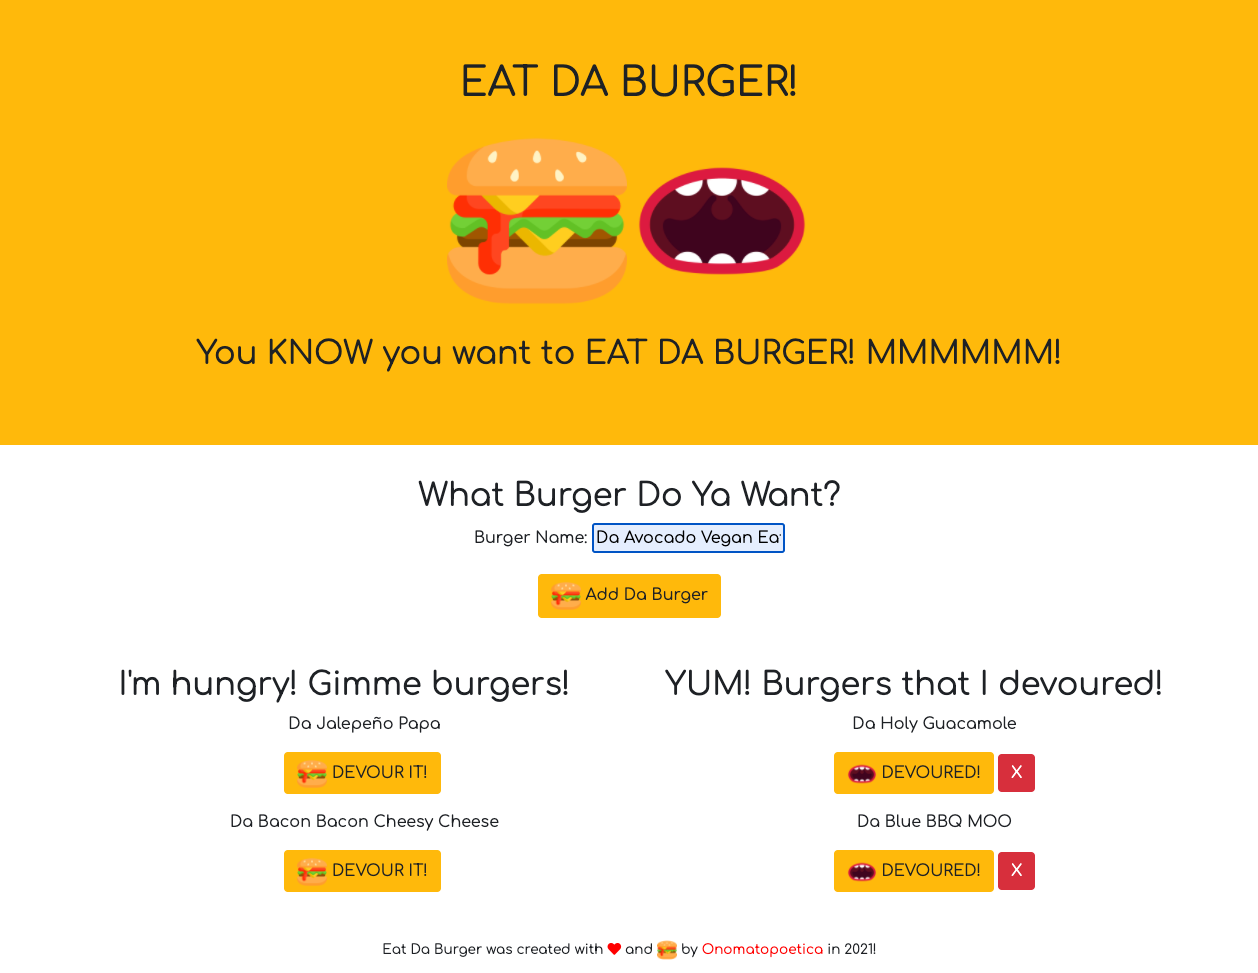 EAT DA BURGER!
You KNOW you want to EAT DA BURGER! MMMMMM!
What Burger Do Ya Want?
Burger Name: Da Avocado Vegan Ea
Add Da Burger
I'm hungry! Gimme burgers!
Da Jalepeño Papa
DEVOUR IT!
Da Bacon Bacon Cheesy Cheese
DEVOUR IT!
YUM! Burgers that I devoured!
Da Holy Guacamole
DEVOURED! X
Da Blue BBQ MOO
DEVOURED! X
Eat Da Burger was created with and by Onomatopoetica in 2021!